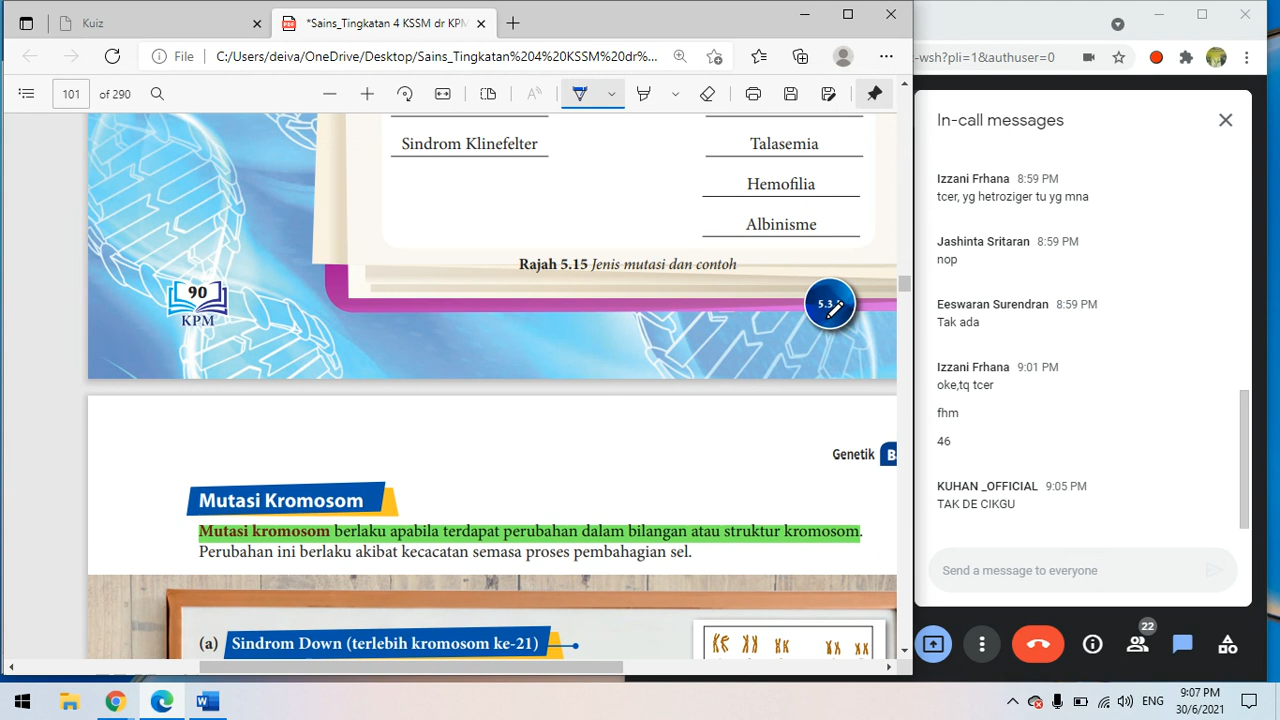 Kuiz
*Sains_Tingkatan 4 KSSM dr KPM
File
C:/Users/deiva/OneDrive/Desktop/Sains_Tingkatan%204%20KSSM%20dr%...
-wsh?pli=1&authuser=0
101 of 290
Sindrom Klinefelter
Talasemia
Hemofilia
Albinisme
Rajah 5.15 Jenis mutasi dan contoh
90
KPM
5.3
Genetik
B
Mutasi Kromosom
Mutasi kromosom berlaku apabila terdapat perubahan dalam bilangan atau struktur kromosom.
Perubahan ini berlaku akibat kecacatan semasa proses pembahagian sel.
(a) Sindrom Down (terlebih kromosom ke-21)
In-call messages
Izzani Frhana 8:59 PM
tcer, yg hetroziger tu yg mna
Jashinta Sritaran 8:59 PM
nop
Eeswaran Surendran 8:59 PM
Tak ada
Izzani Frhana 9:01 PM
oke,tq tcer
fhm
46
KUHAN _OFFICIAL 9:05 PM
TAK DE CIKGU
Send a message to everyone
22
ENG
9:07 PM
30/6/2021